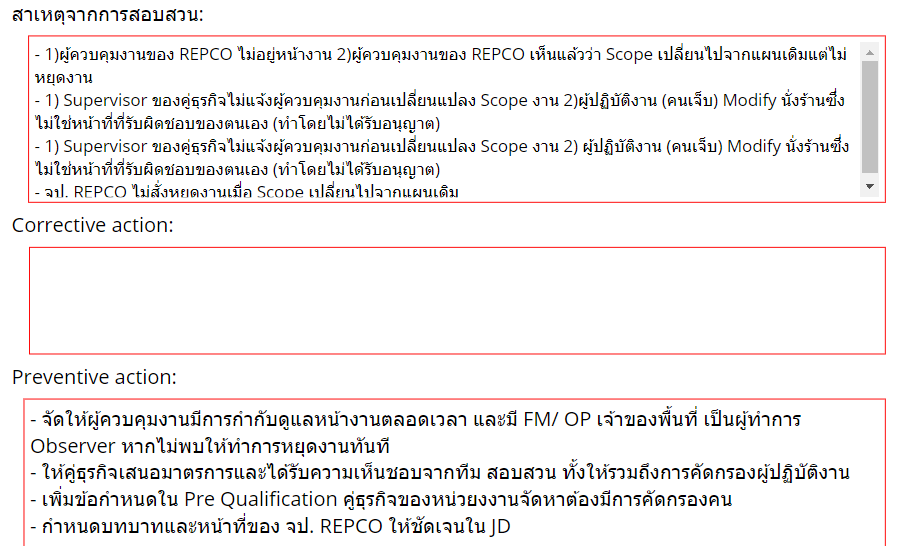 สาเหตุจากการสอบสวน:
- 1)ผู้ควบคุมงานของ REPCO ไม่อยู่หน้างาน 2)ผู้ควบคุมงานของ REPCO เห็นแล้วว่า Scope เปลี่ยนไปจากแผนเดิมแต่ไม่
หยุดงาน
- 1) Supervisor ของคู่ธุรกิจไม่แจ้งผู้ควบคุมงานก่อนเปลี่ยนแปลง Scope งาน 2)ผู้ปฏิบัติงาน (คนเจ็บ) Modify นั่งร้านซึ่ง
ไม่ใช่หน้าที่ที่รับผิดชอบของตนเอง (ทำโดยไม่ได้รับอนุญาต)
- 1) Supervisor ของคู่ธุรกิจไม่แจ้งผู้ควบคุมงานก่อนเปลี่ยนแปลง Scope งาน 2) ผู้ปฏิบัติงาน (คนเจ็บ) Modify นั่งร้านซึ่ง
ไม่ใช่หน้าที่ที่รับผิดชอบของตนเอง (ทำโดยไม่ได้รับอนุญาต)
- จป. REPCO ไม่สั่งหยุดงานเมื่อ Scope เปลี่ยนไปจากแผนเดิม
Corrective action:
Preventive action:
- จัดให้ผู้ควบคุมงานมีการกำกับดูแลหน้างานตลอดเวลา และมี FM/ OP เจ้าของพื้นที่ เป็นผู้ทำการ
Observer หากไม่พบให้ทำการหยุดงานทันที
- ให้คู่ธุรกิจเสนอมาตรการและได้รับความเห็นชอบจากทีม สอบสวน ทั้งให้รวมถึงการคัดกรองผู้ปฏิบัติงาน
- เพิ่มข้อกำหนดใน Pre Qualification คู่ธุรกิจของหน่วยงงานจัดหาต้องมีการคัดกรองคน
- กำหนดบทบาทและหน้าที่ของ จป. REPCO ให้ชัดเจนใน JD